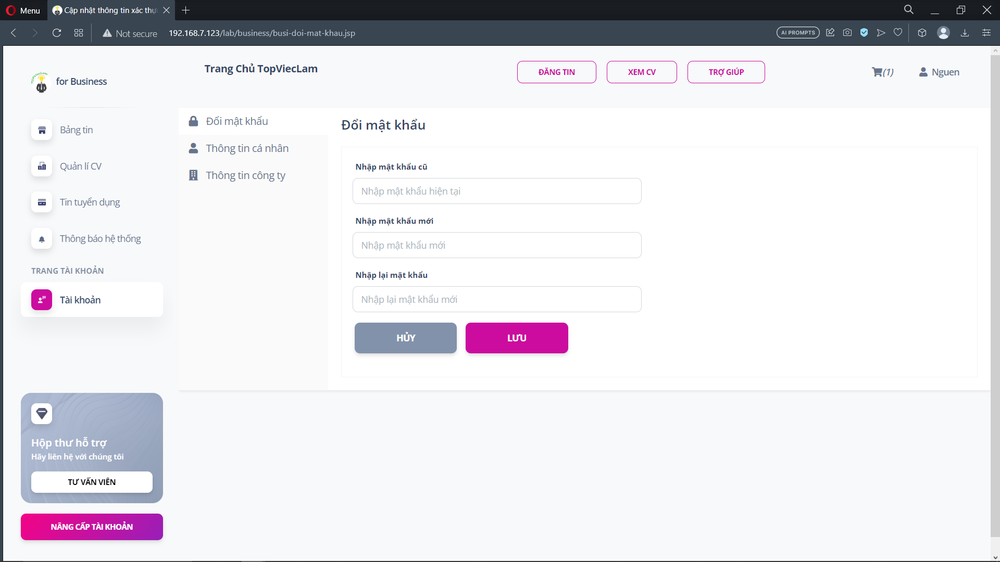 Menu
Cập nhật thông tin xác thự
Not secure
192.168.7.123/lab/business/busi-doi-mat-khau.jsp
AI PROMPTS
for Business
Trang Chủ TopViecLam
ĐĂNG TIN
XEM CV
TRỢ GIÚP
(1)
Nguen
Bảng tin
Quản lí CV
Tin tuyển dụng
Thông báo hệ thống
TRANG TÀI KHOẢN
Tài khoản
Đổi mật khẩu
Thông tin cá nhân
Thông tin công ty
Đổi mật khẩu
Nhập mật khẩu cũ
Nhập mật khẩu hiện tại
Nhập mật khẩu mới
Nhập mật khẩu mới
Nhập lại mật khẩu
Nhập lại mật khẩu mới
HỦY
LƯU
Hộp thư hỗ trợ
Hãy liên hệ với chúng tôi
TƯ VẤN VIÊN
NÂNG CẤP TÀI KHOẢN